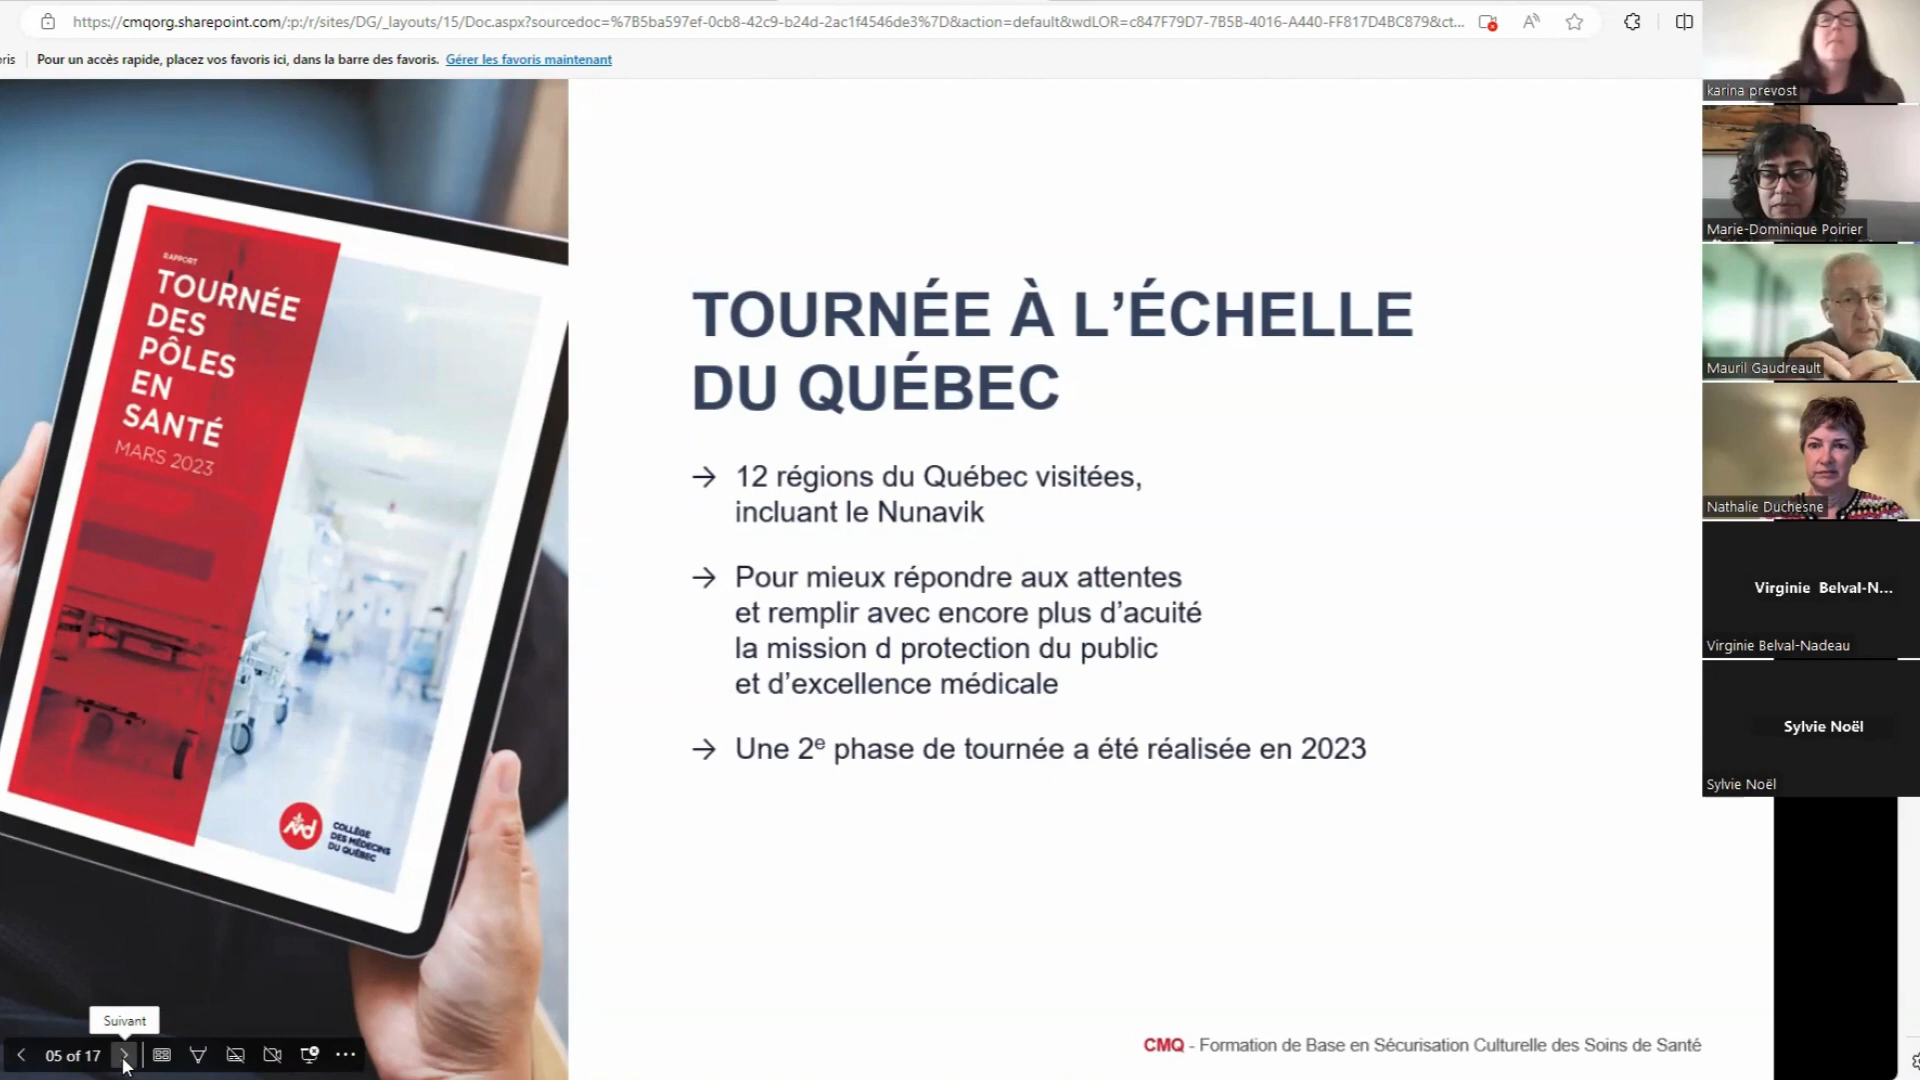 https://cmqorg.sharepoint.com/:p:/r/sites/DG/_layouts/15/Doc.aspx?sourcedoc=%7B5ba597ef-0cb8-42c9-b24d-2ac1f4546de3%7D&action=default&wdLOR=c847F79D7-7B5B-4016-A440-FF817D4BC879&ct...
oris
Pour un accès rapide, placez vos favoris ici, dans la barre des favoris. Gérer les favoris maintenant
RAPPORT
TOURNÉE
DES
PÔLES
EN
SANTÉ
MARS 2023
COLLÈGE
DES MÉDECINS
DU QUÉBEC
TOURNÉE À L’ÉCHELLE
DU QUÉBEC
→ 12 régions du Québec visitées,
incluant le Nunavik
→ Pour mieux répondre aux attentes
et remplir avec encore plus d’acuité
la mission d protection du public
et d’excellence médicale
→ Une 2e phase de tournée a été réalisée en 2023
CMQ - Formation de Base en Sécurisation Culturelle des Soins de Santé
Suivant
05 of 17
karina prevost
Marie-Dominique Poirier
Mauril Gaudreault
Nathalie Duchesne
Virginie Belval-N...
Virginie Belval-Nadeau
Sylvie Noël
Sylvie Noël